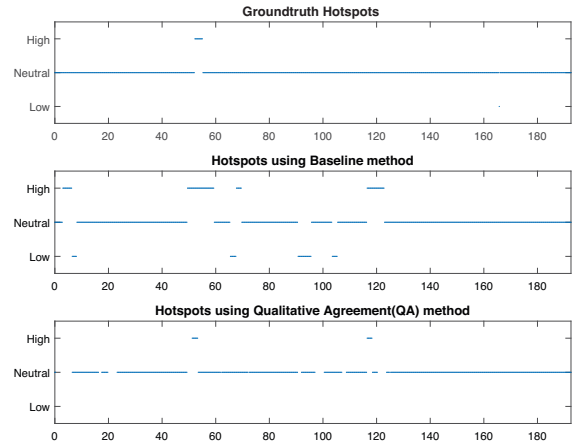 Groundtruth Hotspots
High
Neutral
Low
0 20 40 60 80 100 120 140 160 180
Hotspots using Baseline method
High
Neutral
Low
0 20 40 60 80 100 120 140 160 180
Hotspots using Qualitative Agreement(QA) method
High
Neutral
Low
0 20 40 60 80 100 120 140 160 180